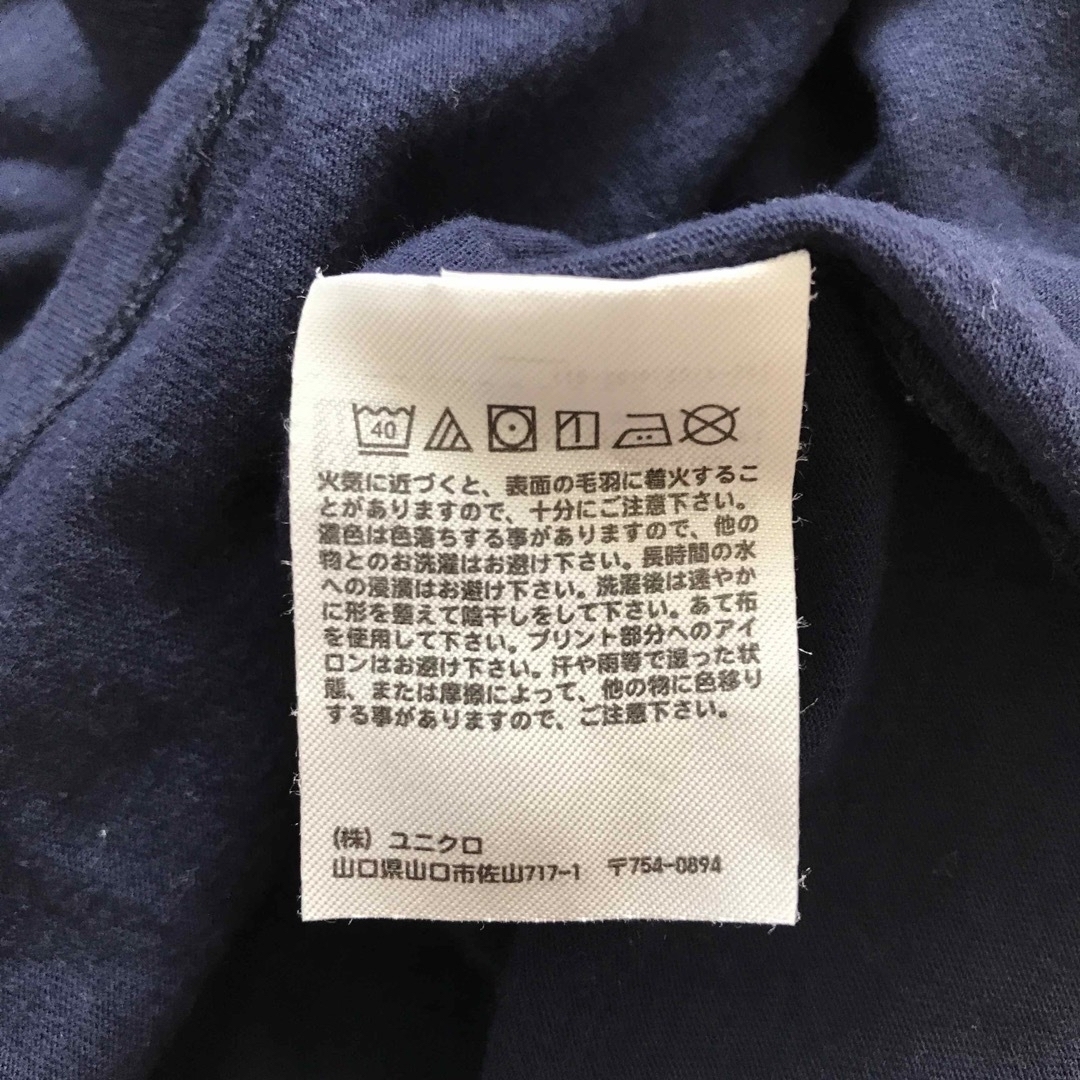 40
火気に近づくと、表面の毛羽に着火するこ
とがありますので、十分にご注意下さい。
濃色は色落ちする事がありますので、他の
物とのお洗濯はお避け下さい。長時間の水
への浸漬はお避け下さい。洗濯後は速やか
に形を整えて陰干しをして下さい。あて布
を使用して下さい。プリント部分へのアイ
ロンはお避け下さい。汗や雨等で湿った状
態、または摩擦によって、他の物に色移り
する事がありますので、ご注意下さい。
(株) ユニクロ
山口県山口市佐山717-1 〒754-0894